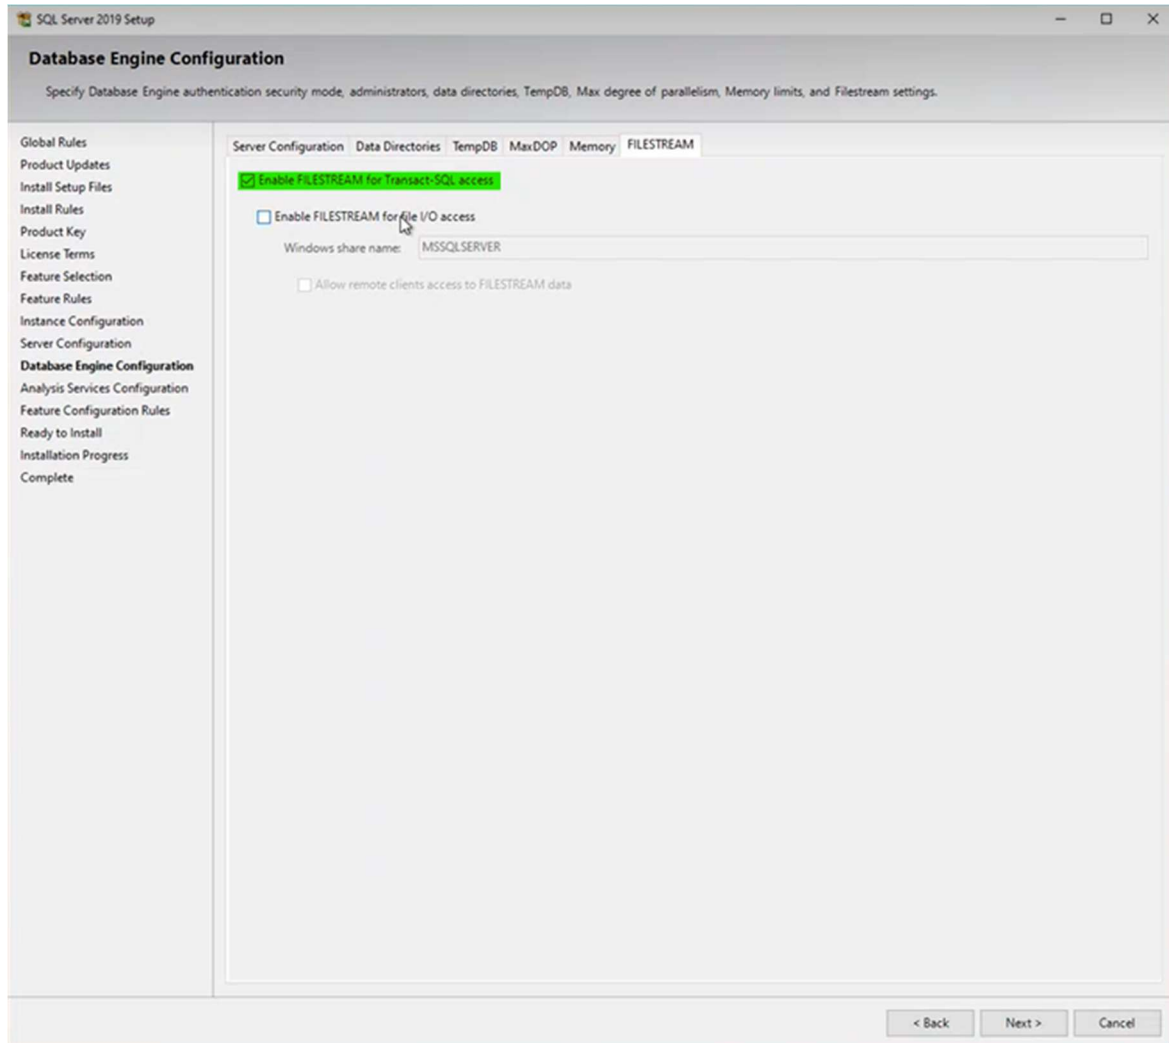 SQL Server 2019 Setup
Database Engine Configuration
Specify Database Engine authentication security mode, administrators, data directories, TempDB, Max degree of parallelism, Memory limits, and Filestream settings.
Global Rules
Product Updates
Install Setup Files
Install Rules
Product Key
License Terms
Feature Selection
Feature Rules
Instance Configuration
Server Configuration
Database Engine Configuration
Analysis Services Configuration
Feature Configuration Rules
Ready to Install
Installation Progress
Complete
Server Configuration Data Directories TempDB MaxDOP Memory FILESTREAM
Enable FILESTREAM for Transact-SQL access
Enable FILESTREAM for file I/O access
Windows share name: MSSQLSERVER
Allow remote clients access to FILESTREAM data
< Back Next > Cancel